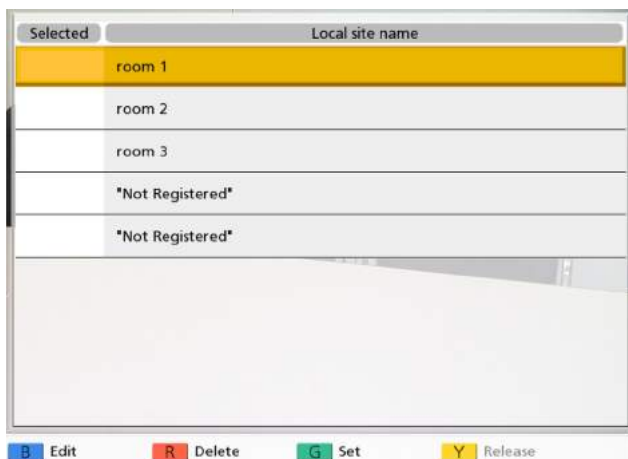 Selected Local site name
room 1
room 2
room 3
"Not Registered"
"Not Registered"
B Edit R Delete G Set Y Release